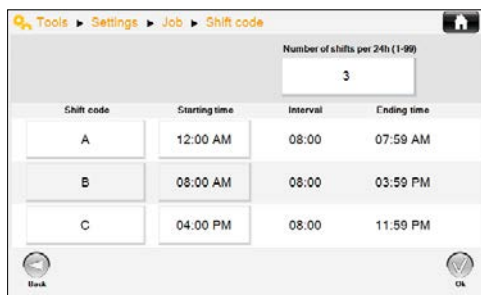 Tools ► Settings ► Job ► Shift code
Number of shifts per 24h (1-99)
3
Shift code Starting time Interval Ending time
A 12:00 AM 08:00 07:59 AM
B 08:00 AM 08:00 03:59 PM
C 04:00 PM 08:00 11:59 PM
Back Ok